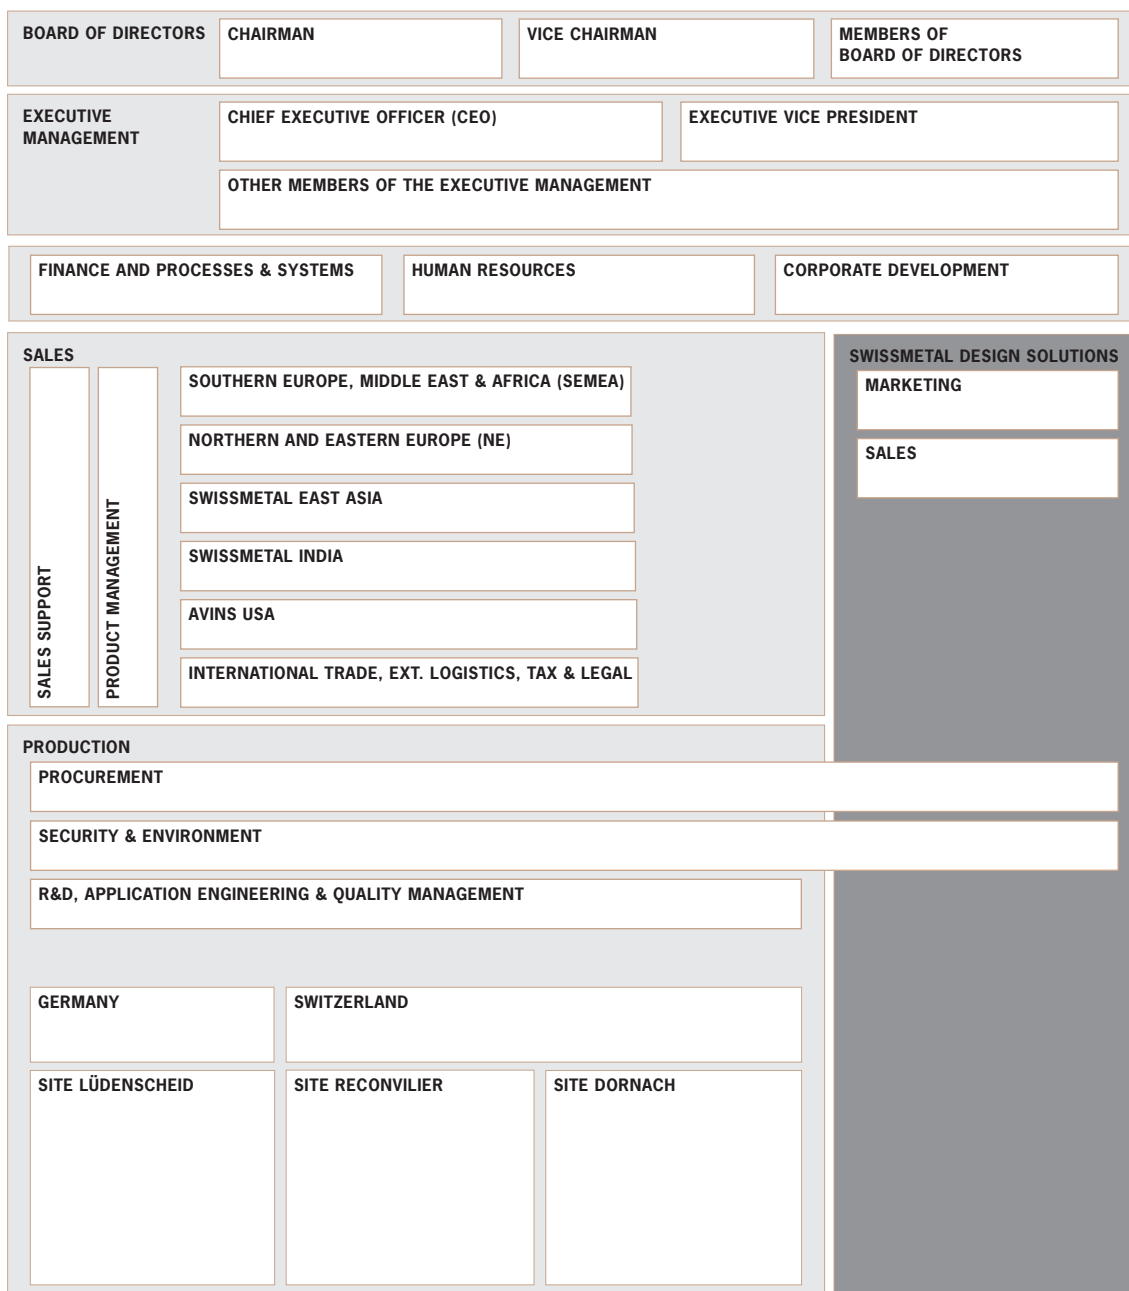 BOARD OF DIRECTORS
CHAIRMAN
VICE CHAIRMAN
MEMBERS OF
BOARD OF DIRECTORS
EXECUTIVE
MANAGEMENT
CHIEF EXECUTIVE OFFICER (CEO)
EXECUTIVE VICE PRESIDENT
OTHER MEMBERS OF THE EXECUTIVE MANAGEMENT
FINANCE AND PROCESSES & SYSTEMS
HUMAN RESOURCES
CORPORATE DEVELOPMENT
SALES
SALES SUPPORT
PRODUCT MANAGEMENT
SOUTHERN EUROPE, MIDDLE EAST & AFRICA (SEMEA)
NORTHERN AND EASTERN EUROPE (NE)
SWISSMETAL EAST ASIA
SWISSMETAL INDIA
AVINS USA
INTERNATIONAL TRADE, EXT. LOGISTICS, TAX & LEGAL
SWISSMETAL DESIGN SOLUTIONS
MARKETING
SALES
PRODUCTION
PROCUREMENT
SECURITY & ENVIRONMENT
R&D, APPLICATION ENGINEERING & QUALITY MANAGEMENT
GERMANY
SWITZERLAND
SITE LÜDENSCHEID
SITE RECONVILIER
SITE DORNACH